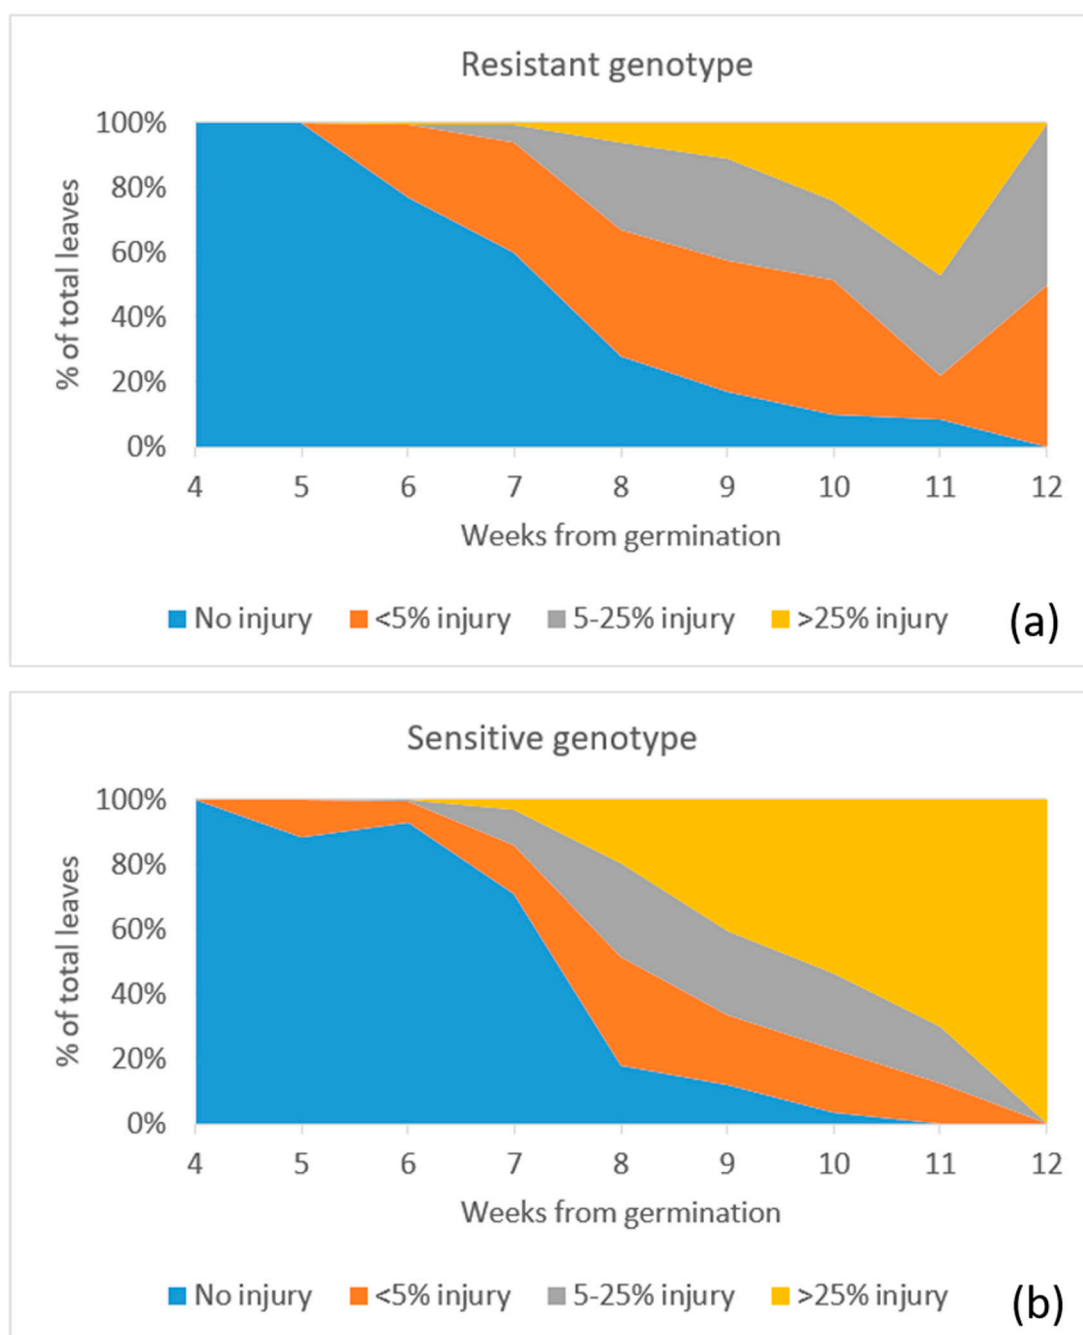 Resistant genotype
100%
80%
60%
40%
20%
0%
% of total leaves
4 5 6 7 8 9 10 11 12
Weeks from germination
No injury <5% injury 5-25% injury >25% injury (a)
Sensitive genotype
100%
80%
60%
40%
20%
0%
% of total leaves
4 5 6 7 8 9 10 11 12
Weeks from germination
No injury <5% injury 5-25% injury >25% injury (b)